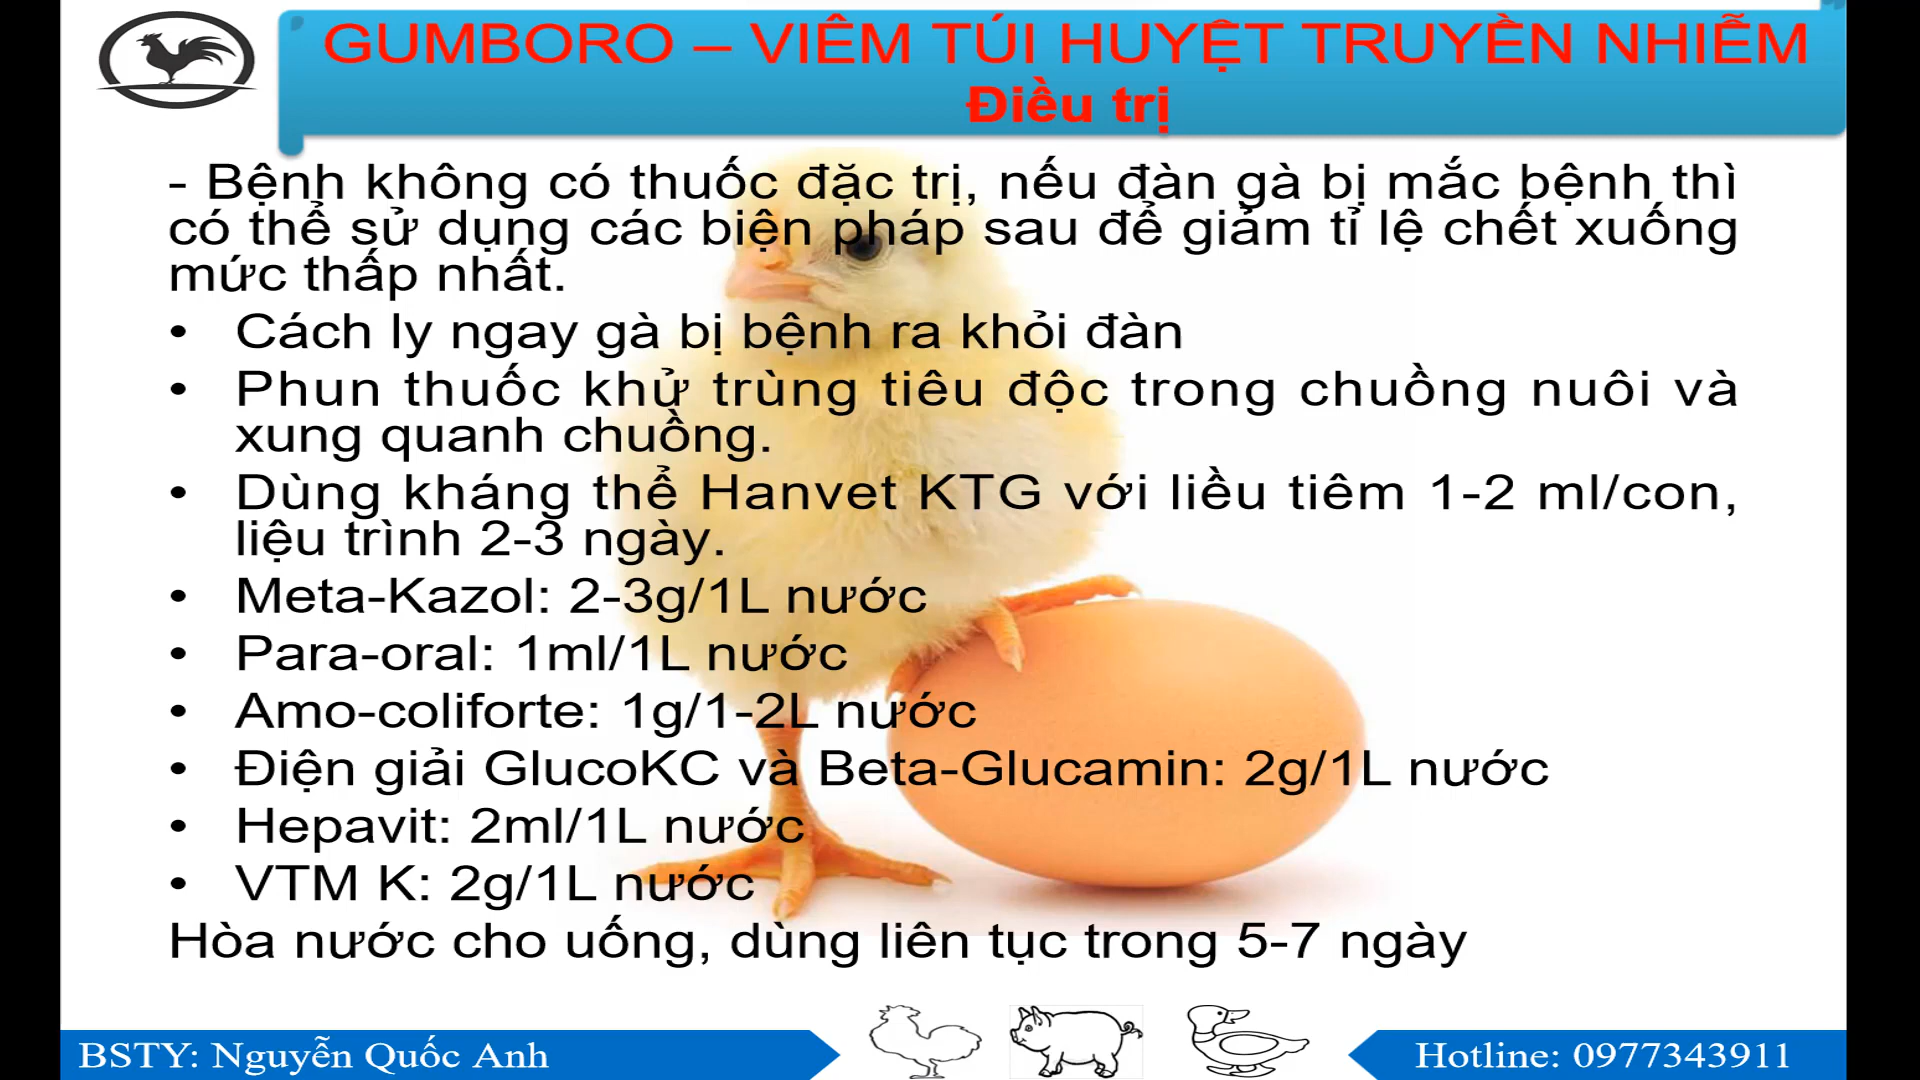 GUMBORO – VIÊM TÚI HUYỆT TRUYỀN NHIỄM
Điều trị
- Bệnh không có thuốc đặc trị, nếu đàn gà bị mắc bệnh thì
có thể sử dụng các biện pháp sau để giảm tỉ lệ chết xuống
mức thấp nhất.
• Cách ly ngay gà bị bệnh ra khỏi đàn
• Phun thuốc khử trùng tiêu độc trong chuồng nuôi và
xung quanh chuồng.
• Dùng kháng thể Hanvet KTG với liều tiêm 1-2 ml/con,
liệu trình 2-3 ngày.
• Meta-Kazol: 2-3g/1L nước
• Para-oral: 1ml/1L nước
• Amo-coliforte: 1g/1-2L nước
• Điện giải GlucoKC và Beta-Glucamin: 2g/1L nước
• Hepavit: 2ml/1L nước
• VTM K: 2g/1L nước
Hòa nước cho uống, dùng liên tục trong 5-7 ngày
BSTY: Nguyễn Quốc Anh
Hotline: 0977343911